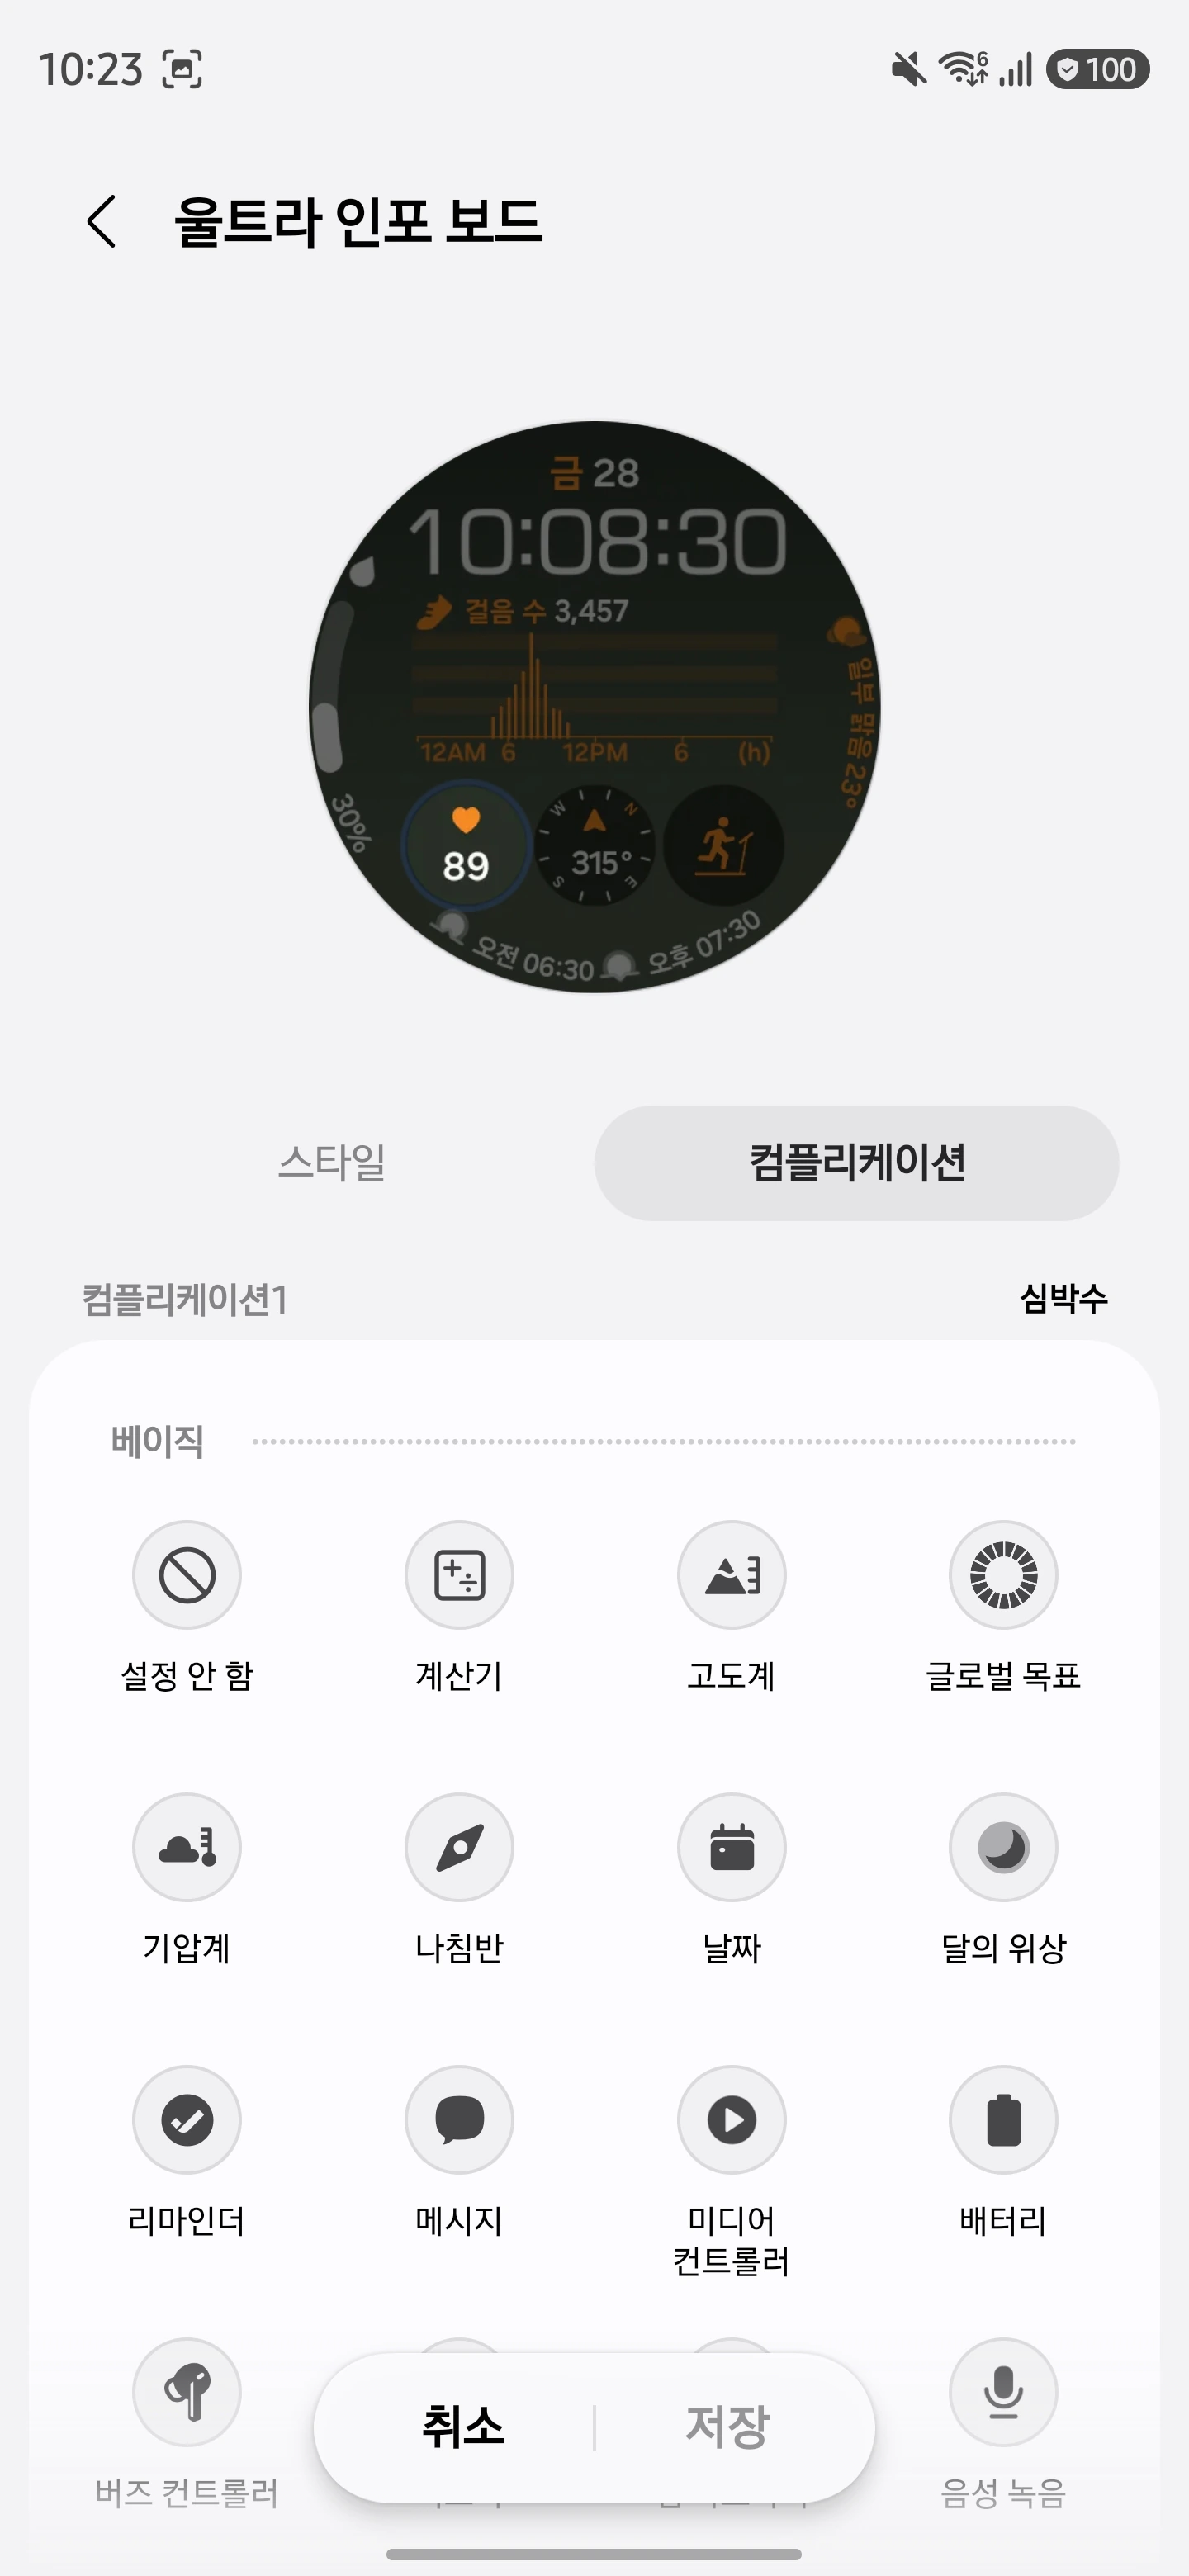 10:23
6
100
울트라 인포 보드
금 28
10:08:30
걸음 수 3,457
12AM 6 12PM 6 (h)
일부 맑음 23°
30%
89
W N
315°
S E
오전 06:30 오후 07:30
스타일 컴플리케이션
컴플리케이션1 심박수
베이직
설정 안 함 계산기 고도계 글로벌 목표
기압계 나침반 날짜 달의 위상
리마인더 메시지 미디어 배터리
컨트롤러
취소 저장
버즈 컨트롤러 음성 녹음